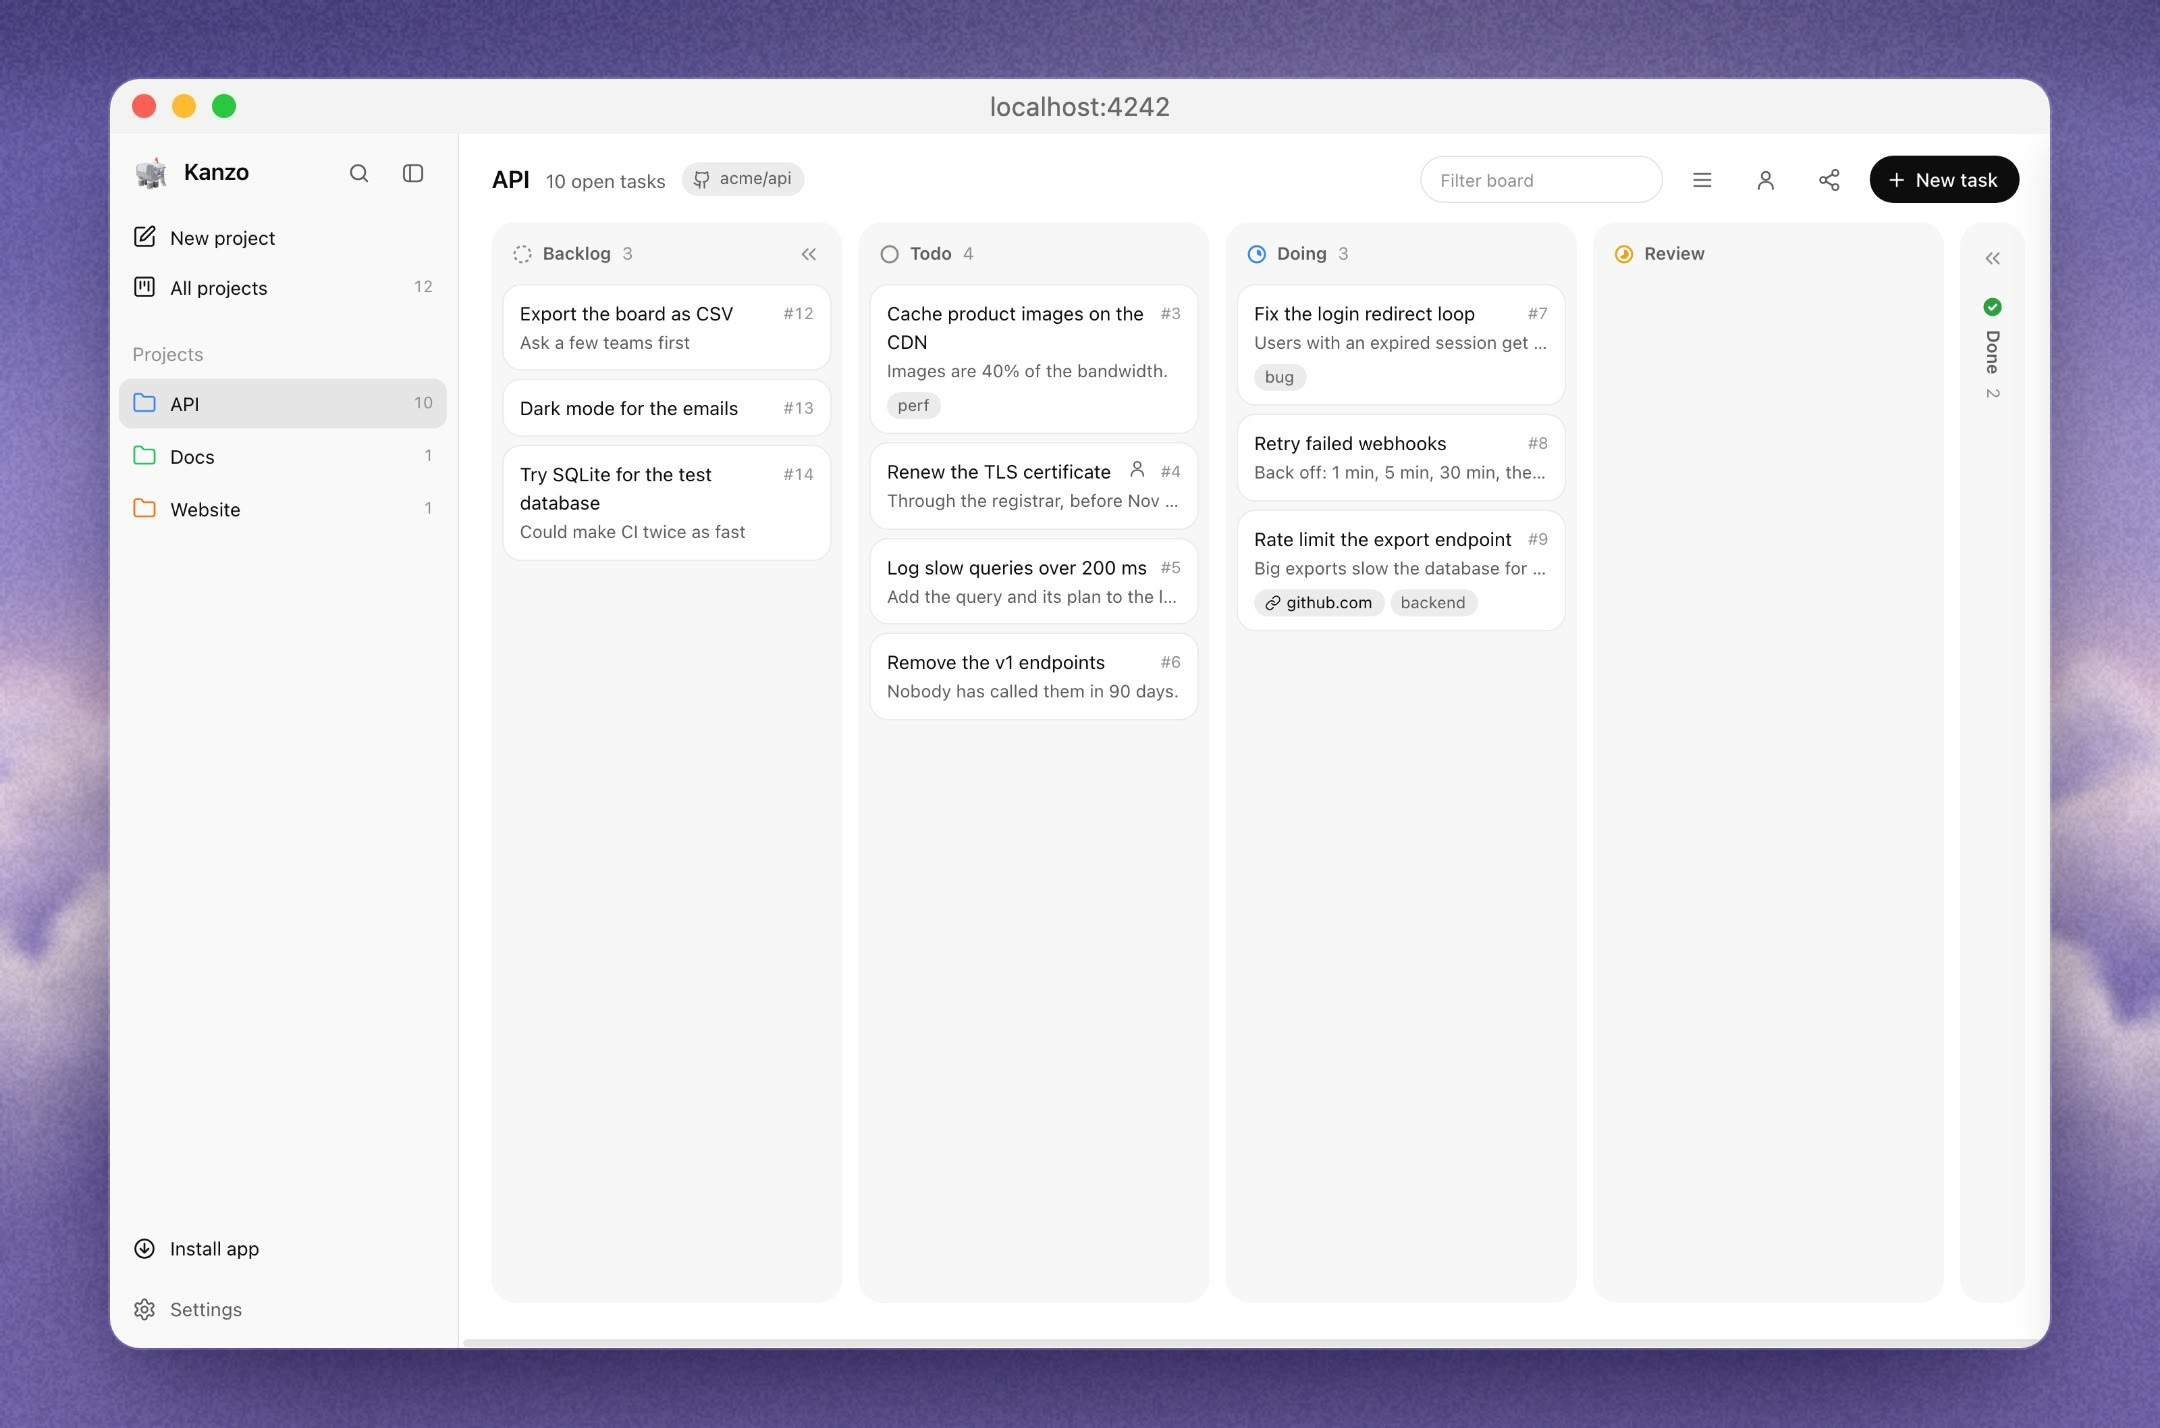 localhost:4242
Kanzo
New project
All projects 12
Projects
API 10
Docs 1
Website 1
Install app
Settings
API 10 open tasks acme/api
Filter board
+ New task
Backlog 3
Export the board as CSV #12
Ask a few teams first
Dark mode for the emails #13
Try SQLite for the test #14
database
Could make CI twice as fast
Todo 4
Cache product images on the #3
CDN
Images are 40% of the bandwidth.
perf
Renew the TLS certificate #4
Through the registrar, before Nov ...
Log slow queries over 200 ms #5
Add the query and its plan to the l...
Remove the v1 endpoints #6
Nobody has called them in 90 days.
Doing 3
Fix the login redirect loop #7
Users with an expired session get ...
bug
Retry failed webhooks #8
Back off: 1 min, 5 min, 30 min, the...
Rate limit the export endpoint #9
Big exports slow the database for ...
github.com backend
Review
Done 2